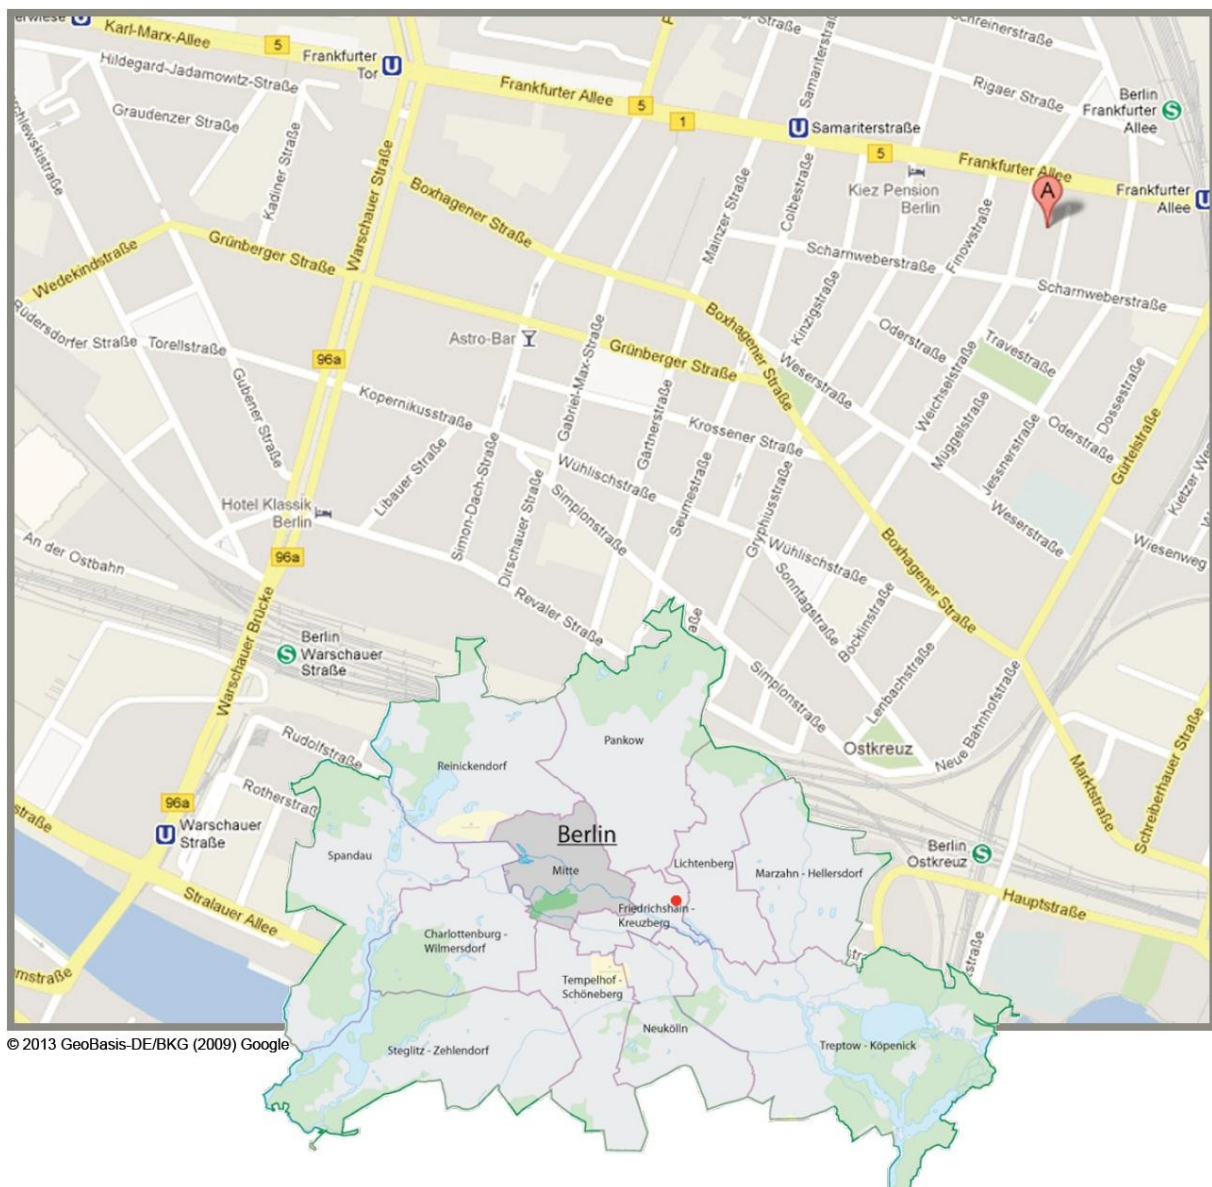 Karl-Marx-Allee
5
Frankfurter
Tor
Hildegard-Jadamowitz-Straße
Graudenzer Straße
Kadiner Straße
Warschauer Straße
Frankfurter Allee
5
1
Samariterstraße
Samariterstraße
Rigaer Straße
Berlin
Frankfurter
Allee
5
Frankfurter Allee
Kiez Pension
Berlin
A
Frankfurter
Allee
Boxhagener Straße
Mainzer Straße
Colbestraße
Scharnweberstraße
Finowstraße
Scharnweberstraße
Wedekindstraße
Grünberger Straße
Rüdersdorfer Straße
Torellstraße
96a
Astro-Bar
Gabriel-Max-Straße
Grünberger Straße
Boxhagener Straße
Kinzigstraße
Oderstraße
Travestraße
Weserstraße
Weichselstraße
Gubener Straße
Kopernikusstraße
Gärtnerstraße
Krossener Straße
Müggelstraße
Oderstraße
Dossestraße
Gürtelstraße
Libauer Straße
Simon-Dach-Straße
Wühlischstraße
Jessnerstraße
Hotel Klassik
Berlin
Dirschauer Straße
Simplonstraße
Seumestraße
Gryphiusstraße
Weserstraße
Wiesenweg
An der Ostbahn
96a
Wühlischstraße
Boxhagener Straße
Sonntagstraße
Böcklinstraße
Revaler Straße
Warschauer Brücke
Berlin
Warschauer
Straße
Simplonstraße
Lenbachstraße
Neue Bahnhofstraße
Ostkreuz
Rudolfstraße
Marktstraße
Schreiberhauer Straße
96a
Warschauer
Straße
Berlin
Ostkreuz
Hauptstraße
Stralauer Allee
Pankow
Reinickendorf
Berlin
Mitte
Spandau
Lichtenberg
Marzahn - Hellersdorf
Friedrichshain -
Kreuzberg
Charlottenburg -
Wilmersdorf
Tempelhof -
Schöneberg
Neukölln
Steglitz - Zehlendorf
Treptow - Köpenick
© 2013 GeoBasis-DE/BKG (2009) Google